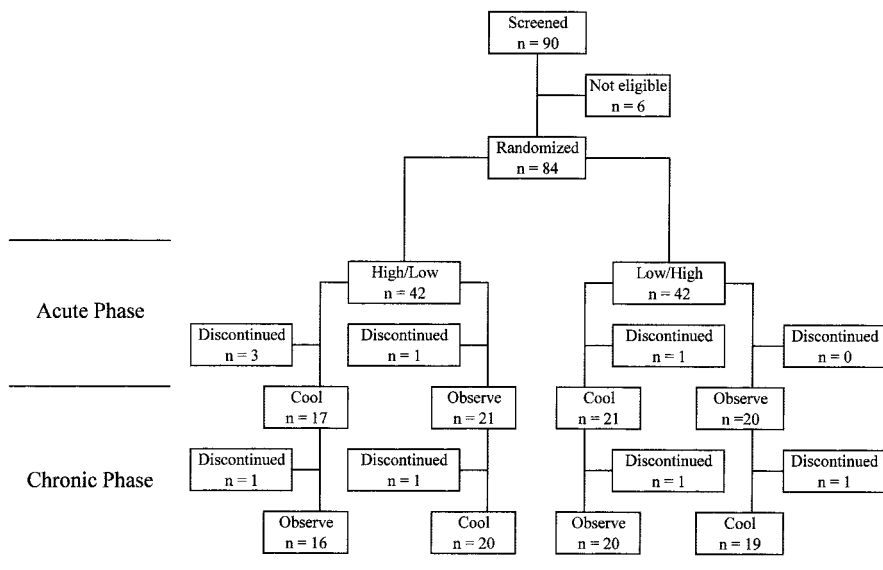 Screened
n = 90
Not eligible
n = 6
Randomized
n = 84
Acute Phase
High/Low
n = 42
Low/High
n = 42
Discontinued
n = 3
Discontinued
n = 1
Discontinued
n = 1
Discontinued
n = 0
Cool
n = 17
Observe
n = 21
Cool
n = 21
Observe
n =20
Chronic Phase
Discontinued
n = 1
Discontinued
n = 1
Discontinued
n = 1
Discontinued
n = 1
Observe
n = 16
Cool
n = 20
Observe
n = 20
Cool
n = 19